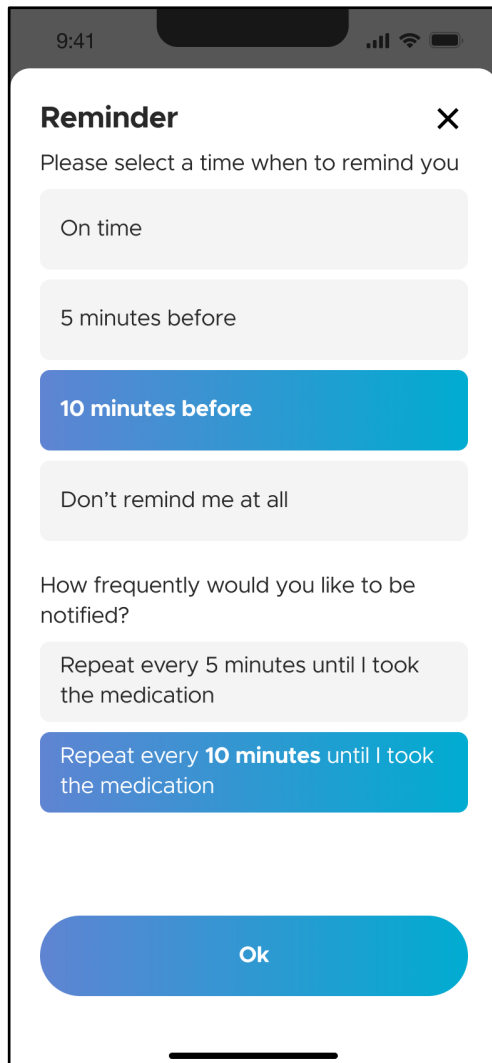 9:41
Reminder
Please select a time when to remind you
On time
5 minutes before
10 minutes before
Don’t remind me at all
How frequently would you like to be
notified?
Repeat every 5 minutes until I took
the medication
Repeat every 10 minutes until I took
the medication
Ok